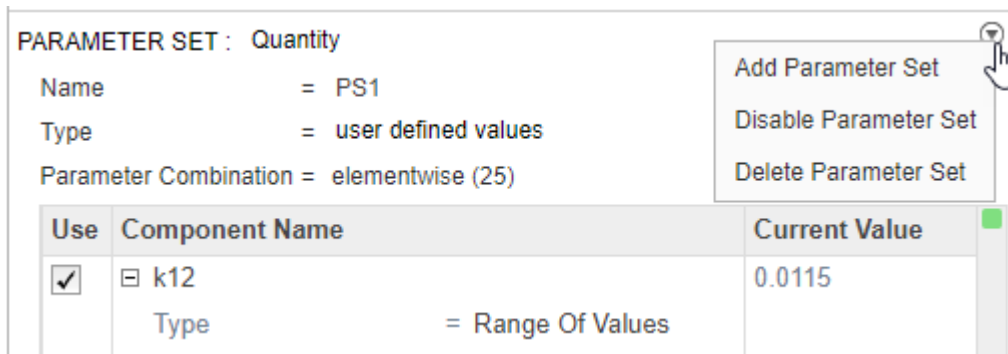 PARAMETER SET : Quantity
Add Parameter Set
Name = PS1
Disable Parameter Set
Type = user defined values
Delete Parameter Set
Parameter Combination = elementwise (25)
Use Component Name Current Value
k12 0.0115
Type = Range Of Values